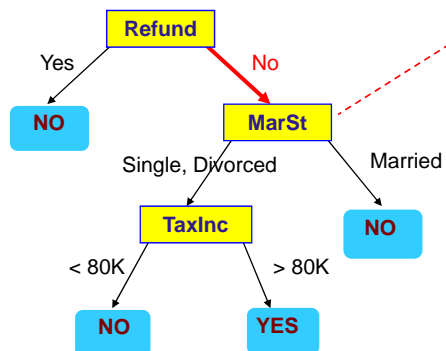 Refund
Yes
No
NO
MarSt
Single, Divorced
Married
TaxInc
NO
< 80K
> 80K
NO
YES